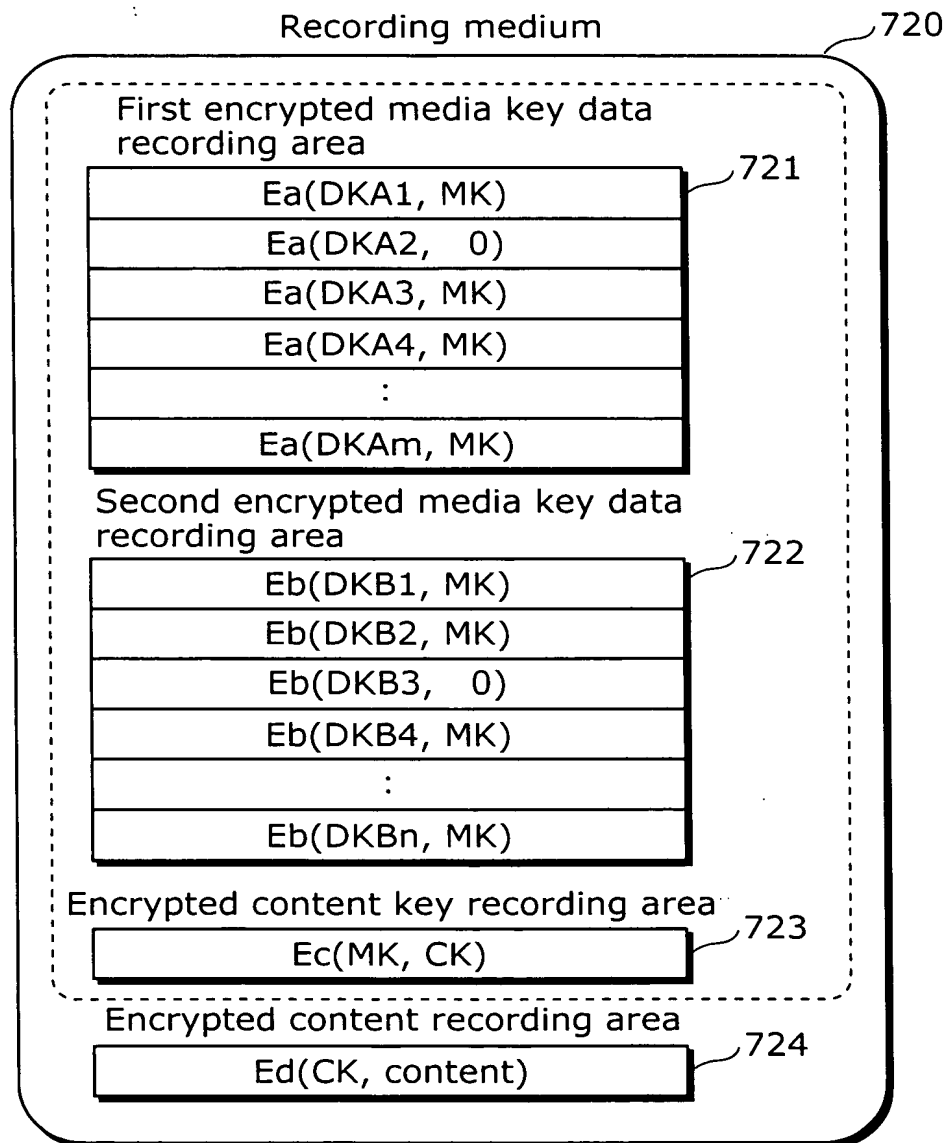 Recording medium
720
First encrypted media key data
recording area
721
Ea(DKA1, MK)
Ea(DKA2, 0)
Ea(DKA3, MK)
Ea(DKA4, MK)
:
Ea(DKAm, MK)
Second encrypted media key data
recording area
722
Eb(DKB1, MK)
Eb(DKB2, MK)
Eb(DKB3, 0)
Eb(DKB4, MK)
:
Eb(DKBn, MK)
Encrypted content key recording area
723
Ec(MK, CK)
Encrypted content recording area
724
Ed(CK, content)